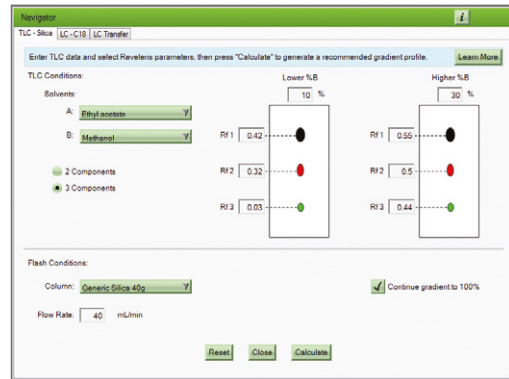 Navigator
i
TLC - Silica LC - C18 LC Transfer
Enter TLC data and select Reveleris parameters, then press "Calculate" to generate a recommended gradient profile. Learn More
TLC Conditions: Lower %B Higher %B
Solvents: 10 % 30 %
A: Ethyl acetate
Rf 1 0.42 Rf 1 0.55
B: Methanol
2 Components Rf 2 0.32 Rf 2 0.5
3 Components
Rf 3 0.03 Rf 3 0.44
Flash Conditions:
Column: Generic Silica 40g Continue gradient to 100%
Flow Rate: 40 mL/min
Reset Close Calculate